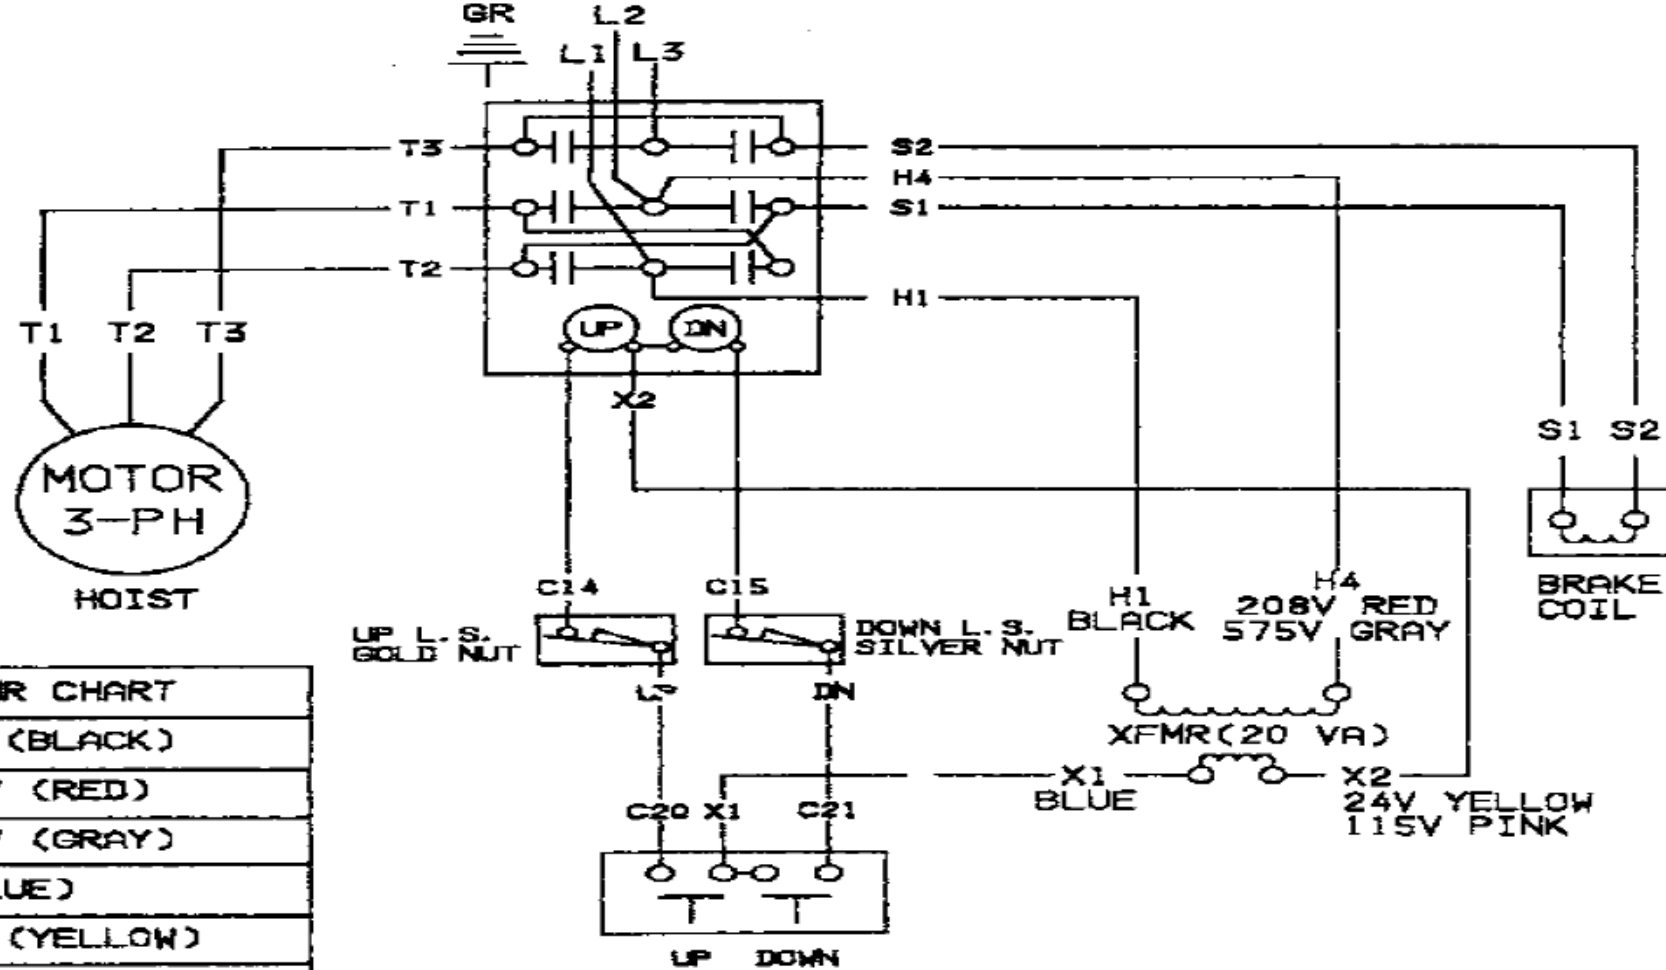 GR
L2
L1
L3
T3
S2
H4
T1
S1
T2
H1
T1
T2
T3
UP
DN
X2
S1
S2
MOTOR
3-PH
HOIST
C14
C15
UP L.S.
GOLD NUT
DOWN L.S.
SILVER NUT
H1
BLACK
H4
208V RED
575V GRAY
BRAKE
COIL
UP
DN
CHART
(BLACK)
(RED)
(GRAY)
(YELLOW)
XFMR(20 VA)
X1
BLUE
X2
24V YELLOW
115V PINK
C20
X1
C21
UP
DOWN